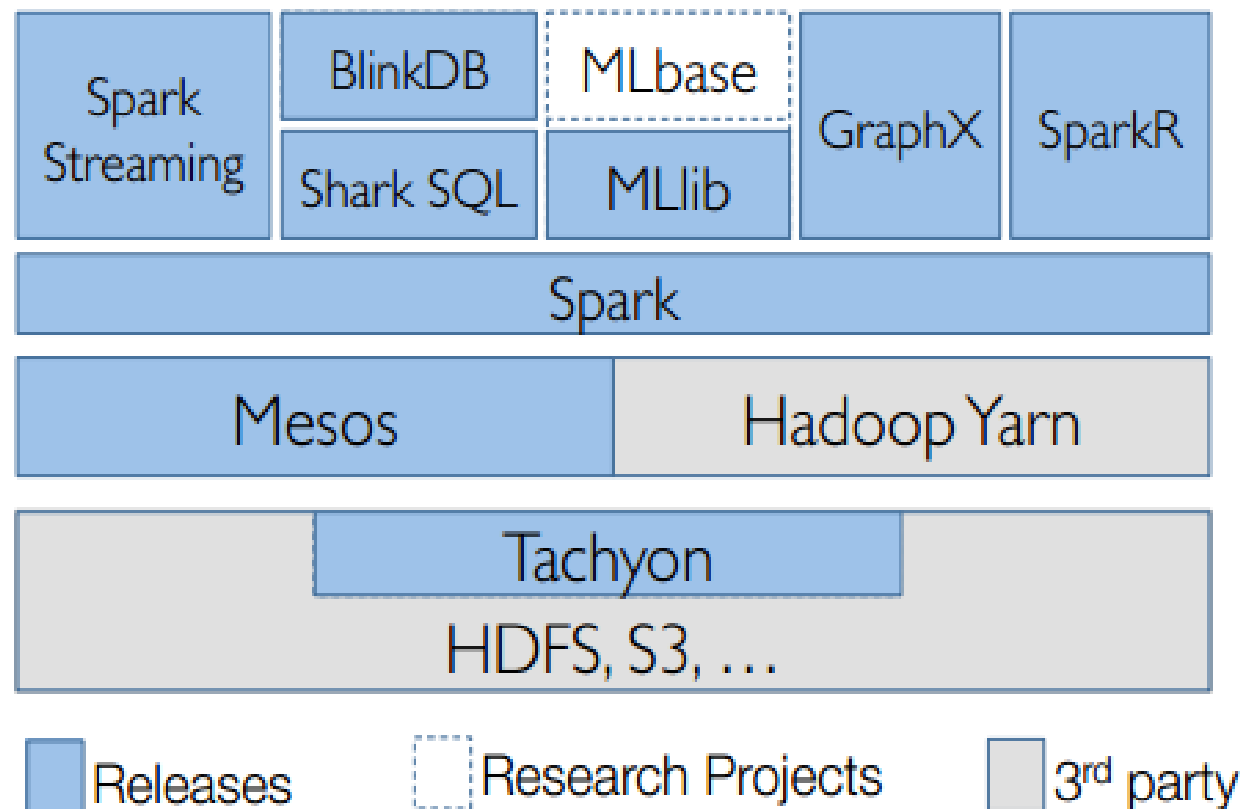 Spark
Streaming
BlinkDB
Shark SQL
MLbase
MLlib
GraphX
SparkR
Spark
Mesos
Hadoop Yarn
Tachyon
HDFS, S3, …
Releases
Research Projects
3rd party